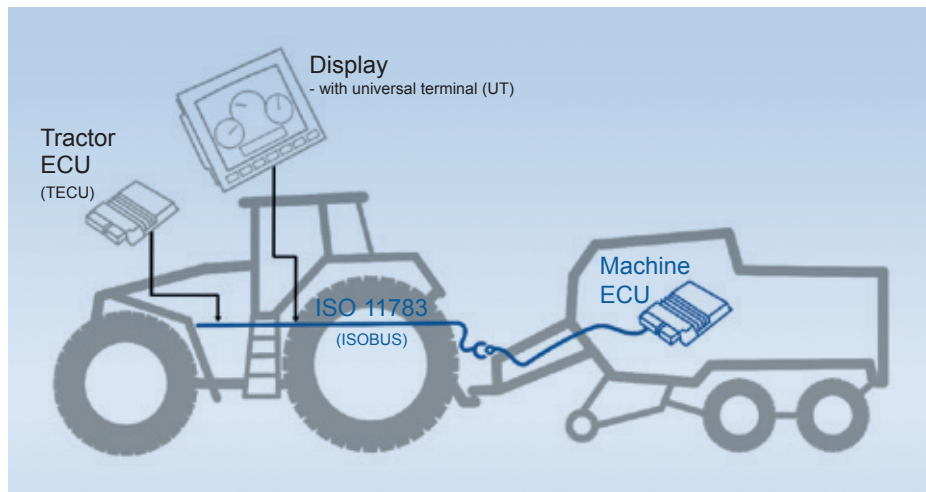 Display
- with universal terminal (UT)
Tractor
ECU
(TECU)
Machine
ECU
ISO 11783
(ISOBUS)